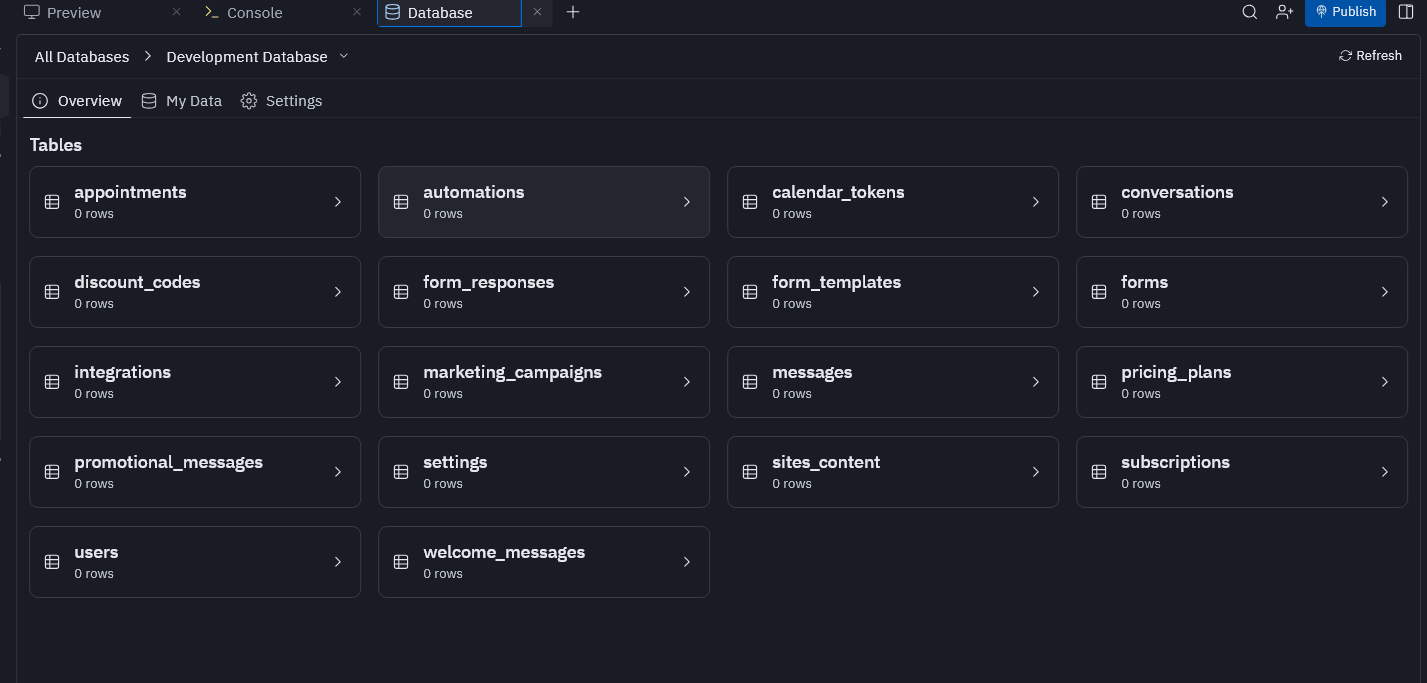 Preview
Console
Database
Publish
All Databases
Development Database
Refresh
Overview
My Data
Settings
Tables
appointments
0 rows
automations
0 rows
calendar_tokens
0 rows
conversations
0 rows
discount_codes
0 rows
form_responses
0 rows
form_templates
0 rows
forms
0 rows
integrations
0 rows
marketing_campaigns
0 rows
messages
0 rows
pricing_plans
0 rows
promotional_messages
0 rows
settings
0 rows
sites_content
0 rows
subscriptions
0 rows
users
0 rows
welcome_messages
0 rows